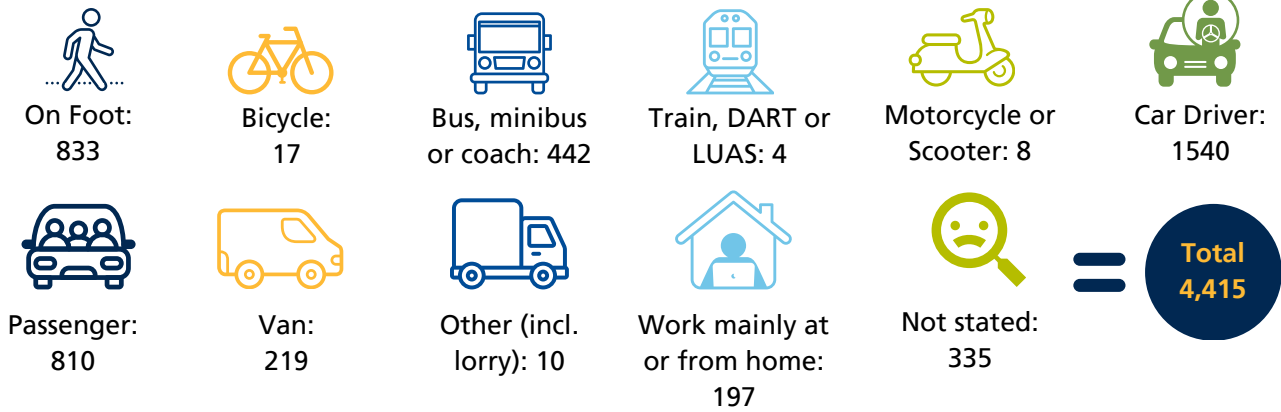 On Foot:
833
Bicycle:
17
Bus, minibus
or coach: 442
Train, DART or
LUAS: 4
Motorcycle or
Scooter: 8
Car Driver:
1540
Passenger:
810
Van:
219
Other (incl.
lorry): 10
Work mainly at
or from home:
197
Not stated:
335
Total
4,415